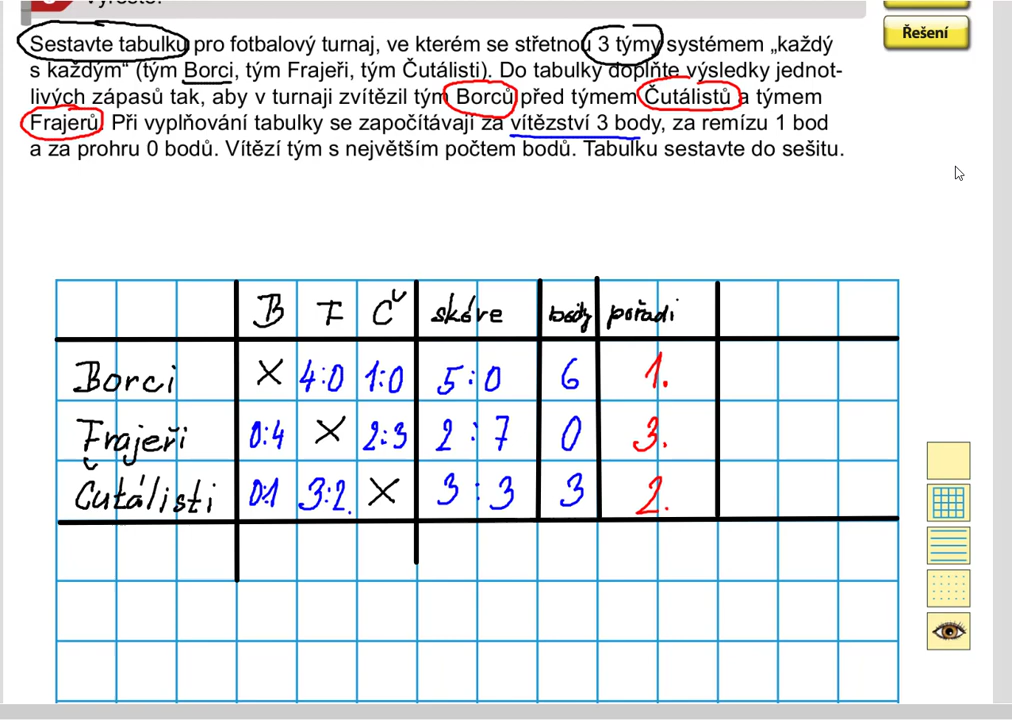 Sestavte tabulku pro fotbalový turnaj, ve kterém se střetnou 3 týmy systémem „každý
s každým“ (tým Borci, tým Frajeři, tým Čutálisti). Do tabulky doplňte výsledky jednot-
livých zápasů tak, aby v turnaji zvítězil tým Borců před týmem Čutálistů a týmem
Frajerů. Při vyplňování tabulky se započítávají za vítězství 3 body, za remízu 1 bod
a za prohru 0 bodů. Vítězí tým s největším počtem bodů. Tabulku sestavte do sešitu.
Řešení
B F Č skóre body pořadi
Borci X 4:0 1:0 5:0 6 1.
Frajeři 0:4 X 2:3 2:7 0 3.
Čutálisti 0:1 3:2. X 3:3 3 2.